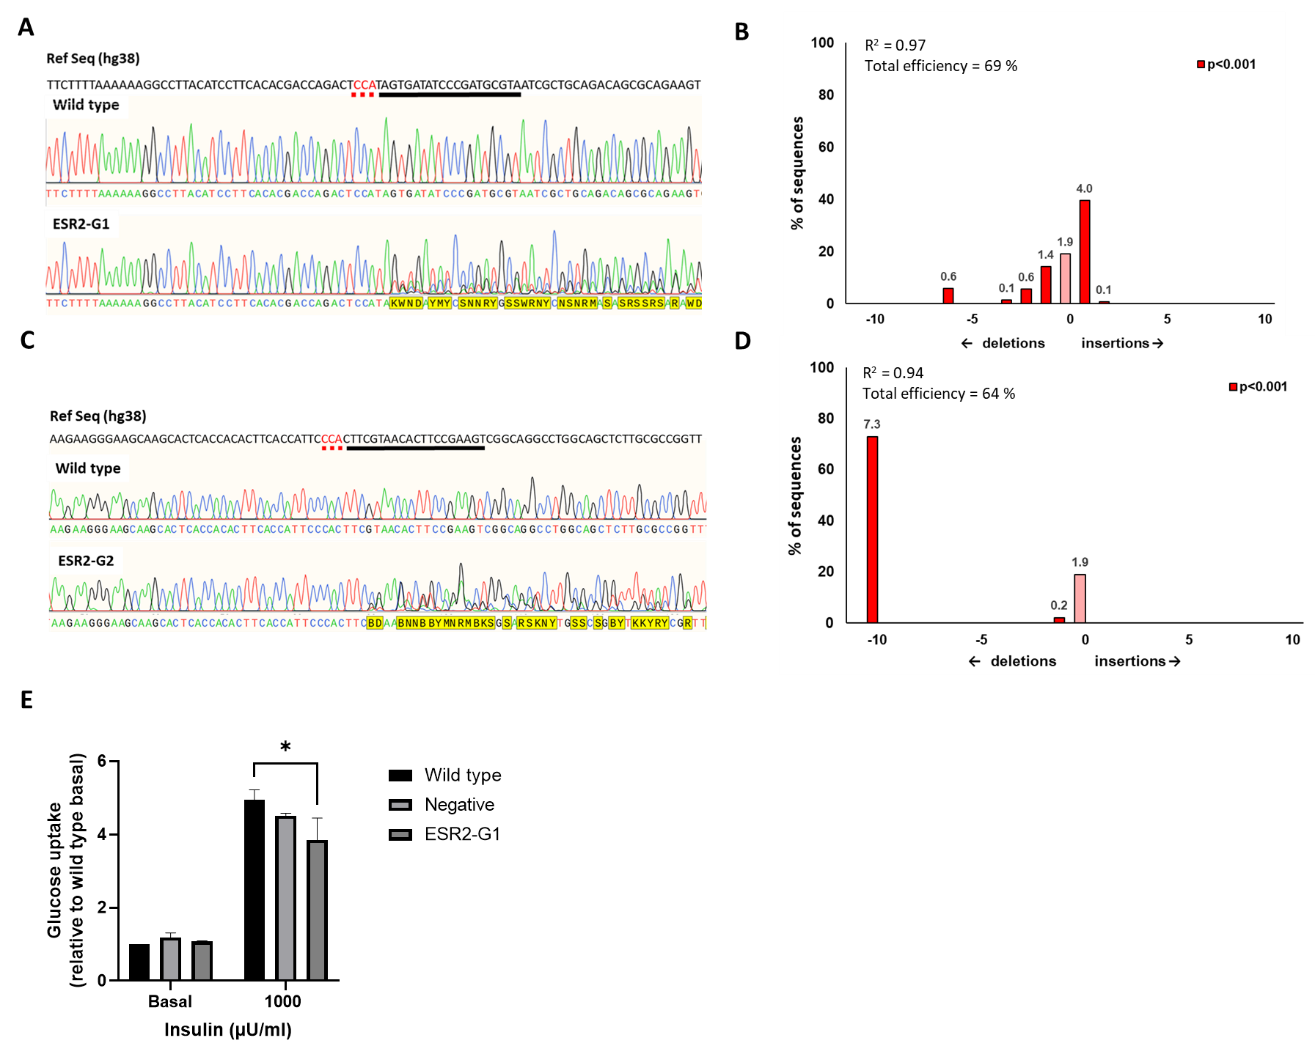 A
Ref Seq (hg38)
TTCTTTTAAAAAAGGCCTTACATCCTTCACACGACCAGACTCCATAGTGATATCCCGATGCGTAATCGCTGCAGACAGCGCAGAAGT
Wild type
TTCTTTTAAAAAAGGCCTTACATCCTTCACACGACCAGACTCCATAGTGATATCCCGATGCGTAATCGCTGCAGACAGCGCAGAAGT
ESR2-G1
TTCTTTTAAAAAAGGCCTTACATCCTTCACACGACCAGACTCCATAKWNDAYMYCSNNRYGSSWRNYCNSNRMASASRSSRSARAWD
B
R² = 0.97
Total efficiency = 69 %
p<0.001
% of sequences
100
80
60
40
20
0
0.6
0.1
0.6
1.4
1.9
4.0
0.1
-10
-5
0
5
10
← deletions
insertions→
C
Ref Seq (hg38)
AAGAAGGGAAGCAAGCACTCACCACACTTCACCATTCCCACTTCGTAACACTTCCGAAGTCGGCAGGCCTGGCAGCTCTTGCGCCGGTT
Wild type
AAGAAGGGAAGCAAGCACTCACCACACTTCACCATTCCCACTTCGTAACACTTCCGAAGTCGGCAGGCCTGGCAGCTCTTGCGCCGGTT
ESR2-G2
AAGAAGGGAAGCAAGCACTCACCACACTTCACCATTCCCACTTCBDAABNNBBYMNRMBKSGSARSKNYTGSSCSGBYTKKYRYCGRTT
D
R² = 0.94
Total efficiency = 64 %
p<0.001
% of sequences
100
80
60
40
20
0
7.3
0.2
1.9
-10
-5
0
5
10
← deletions
insertions→
E
Glucose uptake
(relative to wild type basal)
6
4
2
0
*
Wild type
Negative
ESR2-G1
Basal
1000
Insulin (µU/ml)